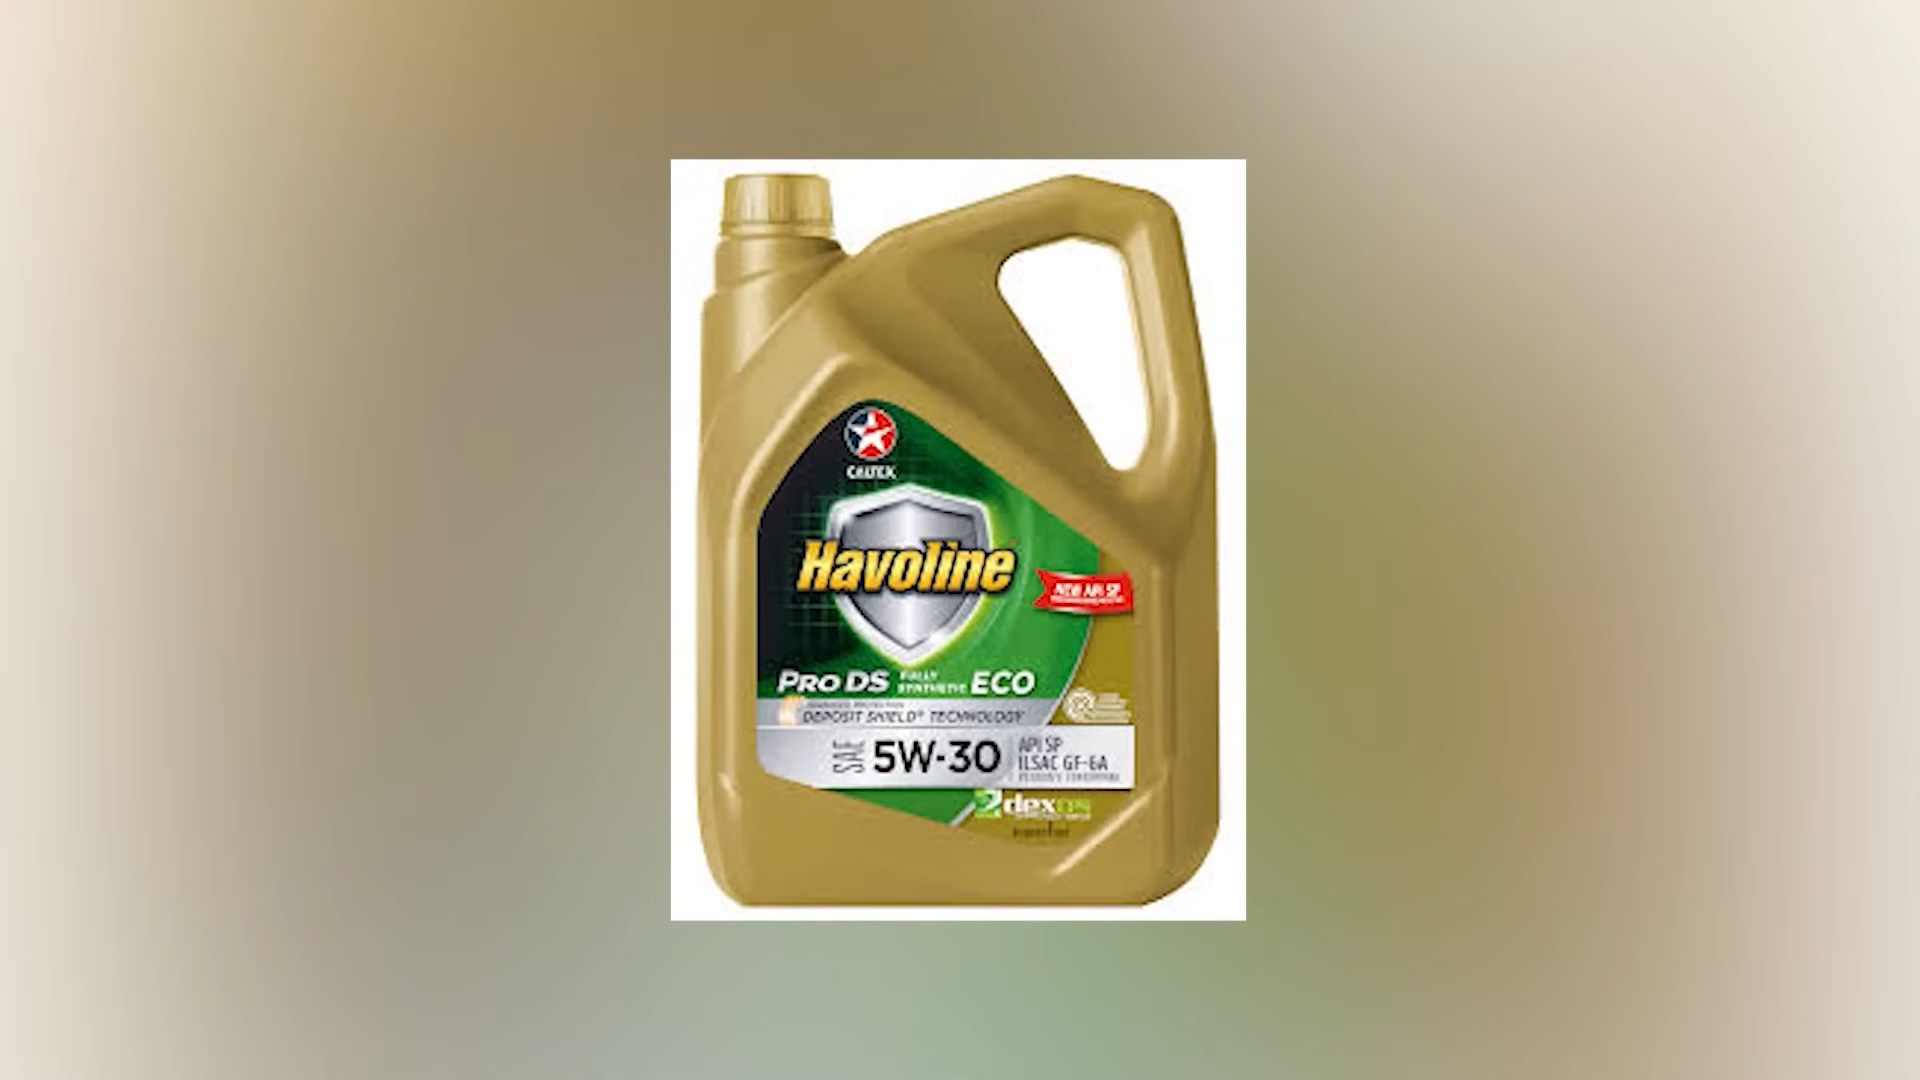 CALTEX
Havoline
NEW API SP
PRO DS FULLY SYNTHETIC ECO
DEPOSIT SHIELD® TECHNOLOGY
SAE 5W-30
API SP
ILSAC GF-6A
dexos